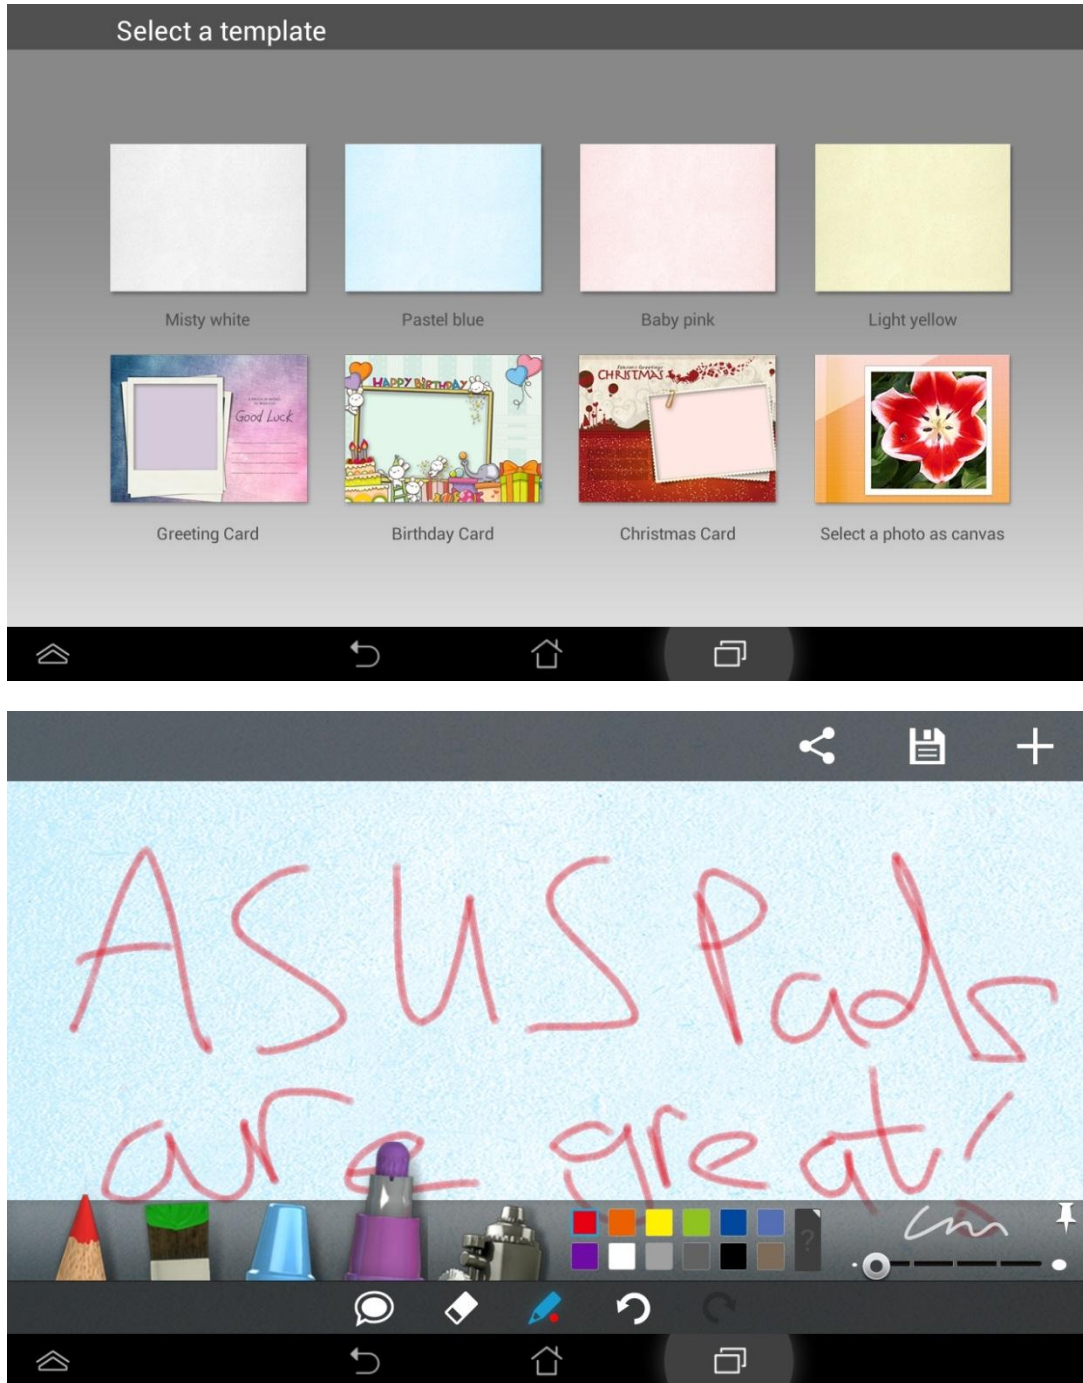 Select a template
Misty white
Pastel blue
Baby pink
Light yellow
Good Luck
HAPPY BIRTHDAY
CHRISTMAS
Greeting Card
Birthday Card
Christmas Card
Select a photo as canvas
ASUS Pads
are great!
?